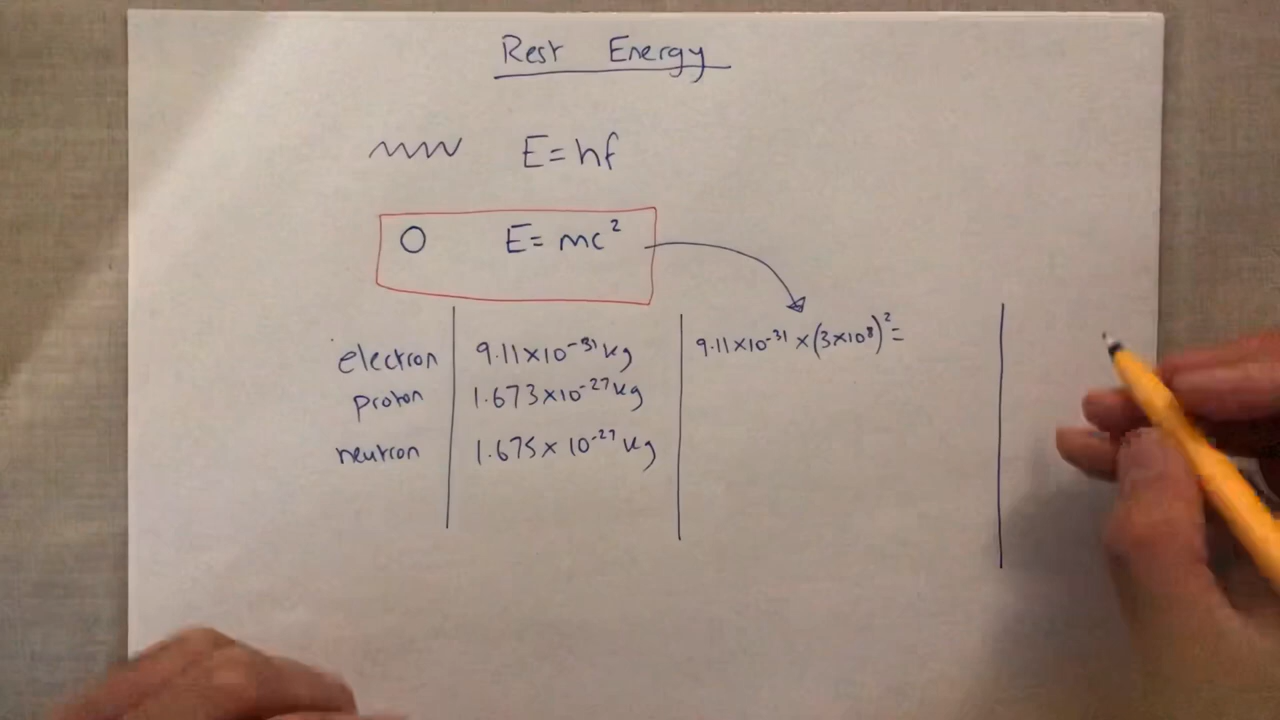 Rest Energy
E=hf
E=mc²
electron 9.11×10⁻³¹kg 9.11×10⁻³¹×(3×10⁸)²=
proton 1.673×10⁻²⁷kg
neutron 1.675×10⁻²⁷kg